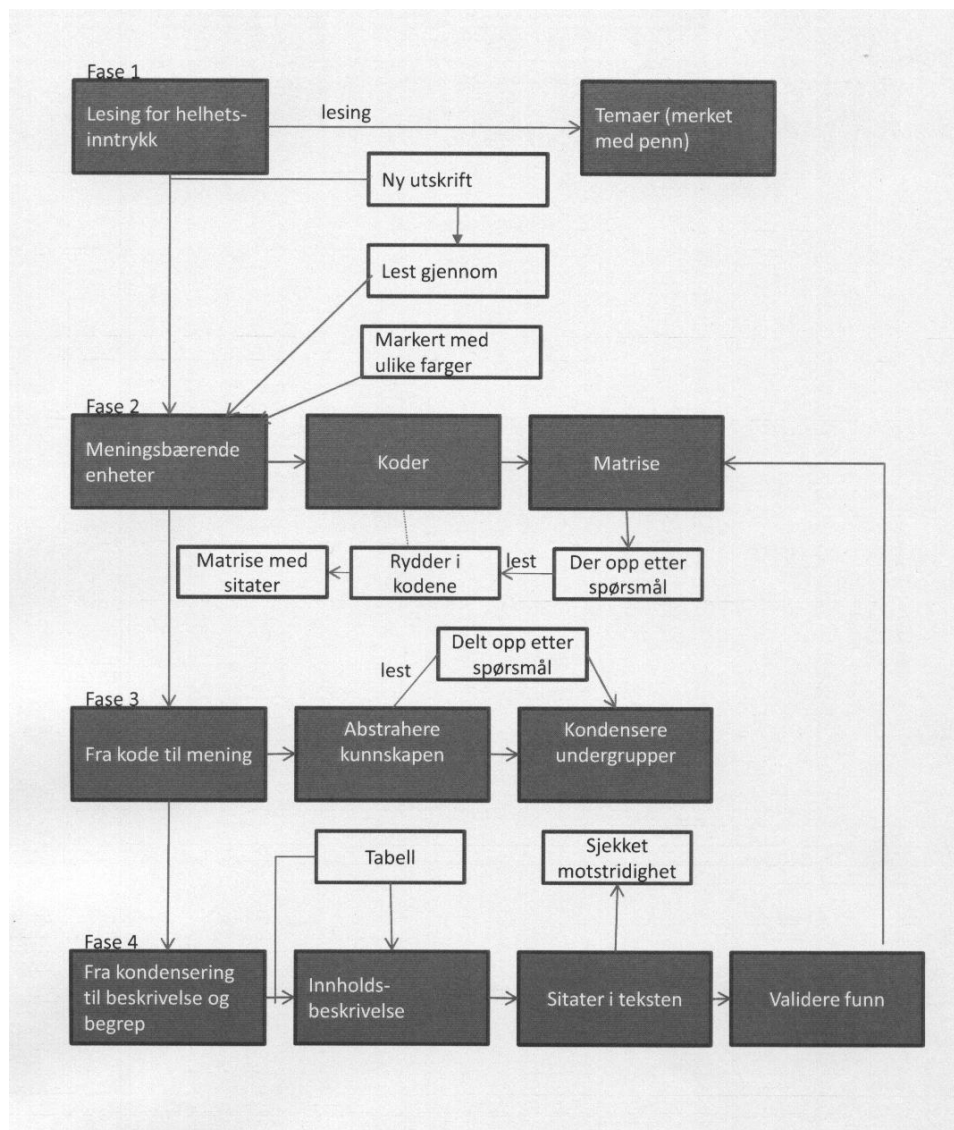 Fase 1
Lesing for helhets-
inntrykk
lesing
Temaer (merket
med penn)
Ny utskrift
Lest gjennom
Markert med
ulike farger
Fase 2
Meningsbærende
enheter
Koder
Matrise
Matrise med
sitater
Rydder i
kodene
lest
Der opp etter
spørsmål
Delt opp etter
spørsmål
lest
Fase 3
Fra kode til mening
Abstrahere
kunnskapen
Kondensere
undergrupper
Tabell
Sjekket
motstridighet
Fase 4
Fra kondensering
til beskrivelse og
begrep
Innholds-
beskrivelse
Sitater i teksten
Validere funn